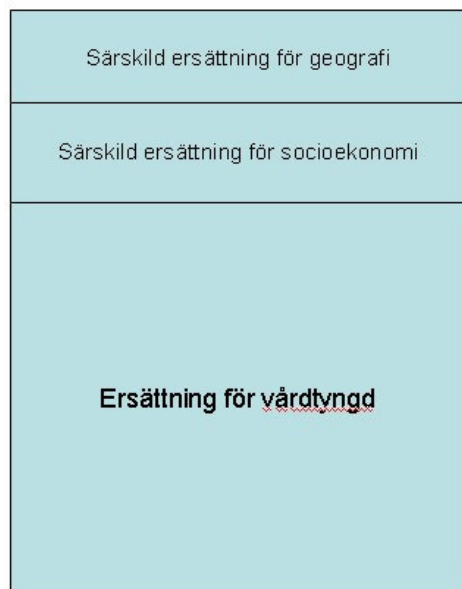 Särskild ersättning för geografi
Särskild ersättning för socioekonomi
Ersättning för vårdtyngd